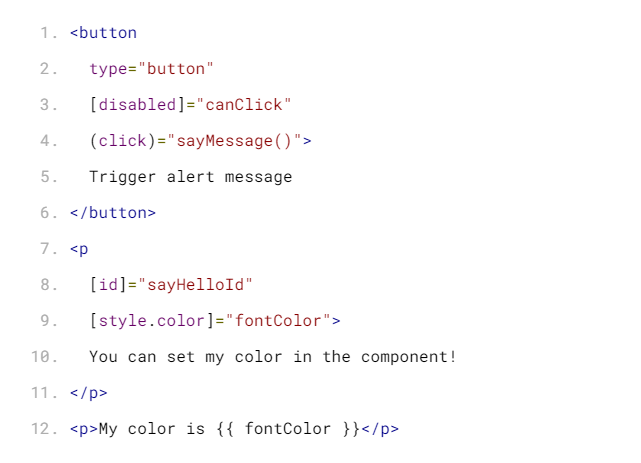 1. <button
2.   type="button"
3.   [disabled]="canClick"
4.   (click)="sayMessage()">
5.   Trigger alert message
6. </button>
7. <p
8.   [id]="sayHelloId"
9.   [style.color]="fontColor">
10.   You can set my color in the component!
11. </p>
12. <p>My color is {{ fontColor }}</p>